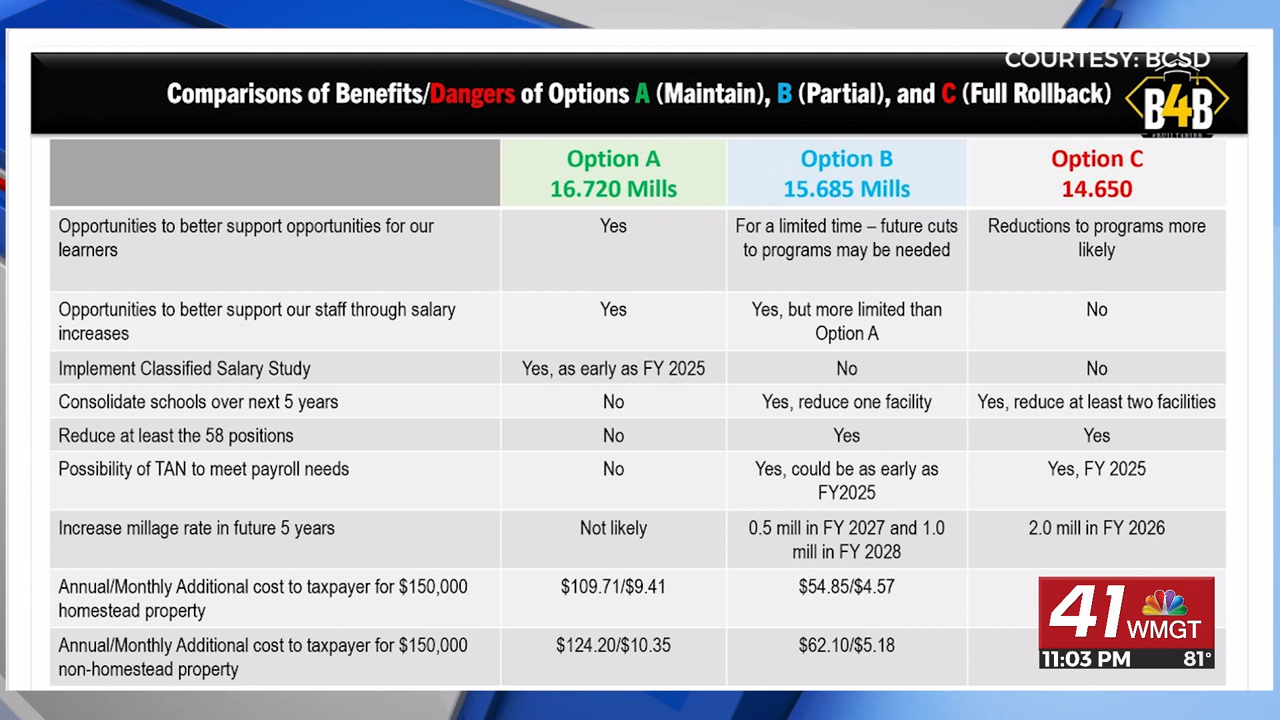 COURTESY: BCSD
Comparisons of Benefits/Dangers of Options A (Maintain), B (Partial), and C (Full Rollback)
B4B
#BUILT4BIBB
Option A
16.720 Mills
Option B
15.685 Mills
Option C
14.650
Opportunities to better support opportunities for our
learners
Yes
For a limited time – future cuts
to programs may be needed
Reductions to programs more
likely
Opportunities to better support our staff through salary
increases
Yes
Yes, but more limited than
Option A
No
Implement Classified Salary Study
Yes, as early as FY 2025
No
No
Consolidate schools over next 5 years
No
Yes, reduce one facility
Yes, reduce at least two facilities
Reduce at least the 58 positions
No
Yes
Yes
Possibility of TAN to meet payroll needs
No
Yes, could be as early as
FY2025
Yes, FY 2025
Increase millage rate in future 5 years
Not likely
0.5 mill in FY 2027 and 1.0
mill in FY 2028
2.0 mill in FY 2026
Annual/Monthly Additional cost to taxpayer for $150,000
homestead property
$109.71/$9.41
$54.85/$4.57
Annual/Monthly Additional cost to taxpayer for $150,000
non-homestead property
$124.20/$10.35
$62.10/$5.18
41
WMGT
11:03 PM
81°